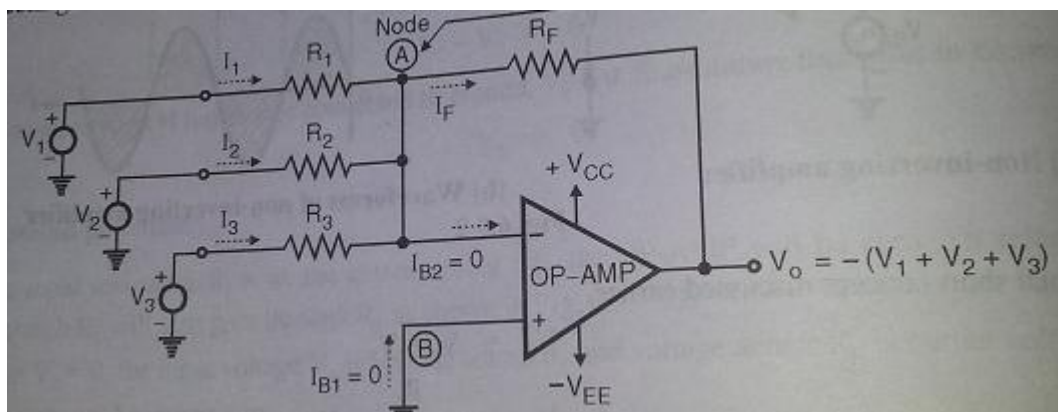 Node
A
R_F
R_1
I_1
I_F
V_1
+
-
R_2
I_2
+ V_CC
V_2
+
-
R_3
I_3
I_B2 = 0
-
OP-AMP
V_o = - (V_1 + V_2 + V_3)
V_3
+
-
+
B
I_B1 = 0
-V_EE